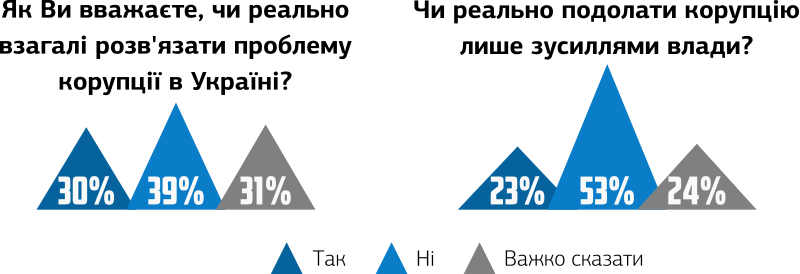 Як Ви вважаєте, чи реально
взагалі розв'язати проблему
корупції в Україні?
30% 39% 31%
Чи реально подолати корупцію
лише зусиллями влади?
23% 53% 24%
Так Ні Важко сказати